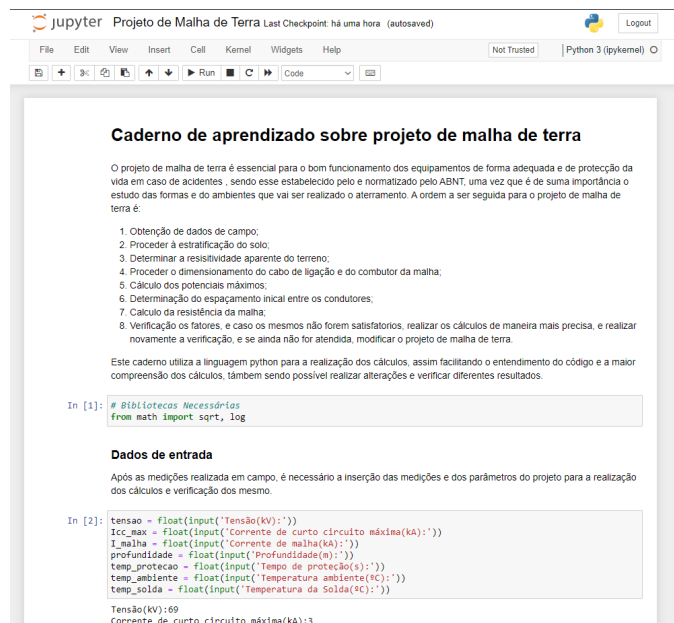 jupyter Projeto de Malha de Terra Last Checkpoint: há uma hora (autosaved)
Logout
File Edit View Insert Cell Kernel Widgets Help
Not Trusted Python 3 (ipykernel)
Run Code
Caderno de aprendizado sobre projeto de malha de terra
O projeto de malha de terra é essencial para o bom funcionamento dos equipamentos de forma adequada e de protecção da
vida em caso de acidentes , sendo esse estabelecido pelo e normatizado pelo ABNT, uma vez que é de suma importância o
estudo das formas e do ambientes que vai ser realizado o aterramento. A ordem a ser seguida para o projeto de malha de
terra é:
1. Obtenção de dados de campo;
2. Proceder à estratificação do solo;
3. Determinar a resisitividade aparente do terreno;
4. Proceder o dimensionamento do cabo de ligação e do combutor da malha;
5. Cálculo dos potenciais máximos;
6. Determinação do espaçamento inical entre os condutores;
7. Calculo da resistência da malha;
8. Verificação os fatores, e caso os mesmos não forem satisfatorios, realizar os cálculos de maneira mais precisa, e realizar
novamente a verificação, e se ainda não for atendida, modificar o projeto de malha de terra.
Este caderno utiliza a linguagem python para a realização dos cálculos, assim facilitando o entendimento do código e a maior
compreensão dos cálculos, támbem sendo possível realizar alterações e verificar diferentes resultados.
In [1]: # Bibliotecas Necessárias
from math import sqrt, log
Dados de entrada
Após as medições realizada em campo, é necessário a inserção das medições e dos parâmetros do projeto para a realização
dos cálculos e verificação dos mesmo.
In [2]: tensao = float(input('Tensão(kV):'))
Icc_max = float(input('Corrente de curto circuito máxima(kA):'))
I_malha = float(input('Corrente de malha(kA):'))
profundidade = float(input('Profundidade(m):'))
temp_protecao = float(input('Tempo de proteção(s):'))
temp_ambiente = float(input('Temperatura ambiente(ºC):'))
temp_solda = float(input('Temperatura da Solda(ºC):'))
Tensão(kV):69
Corrente de curto circuito máxima(kA):3